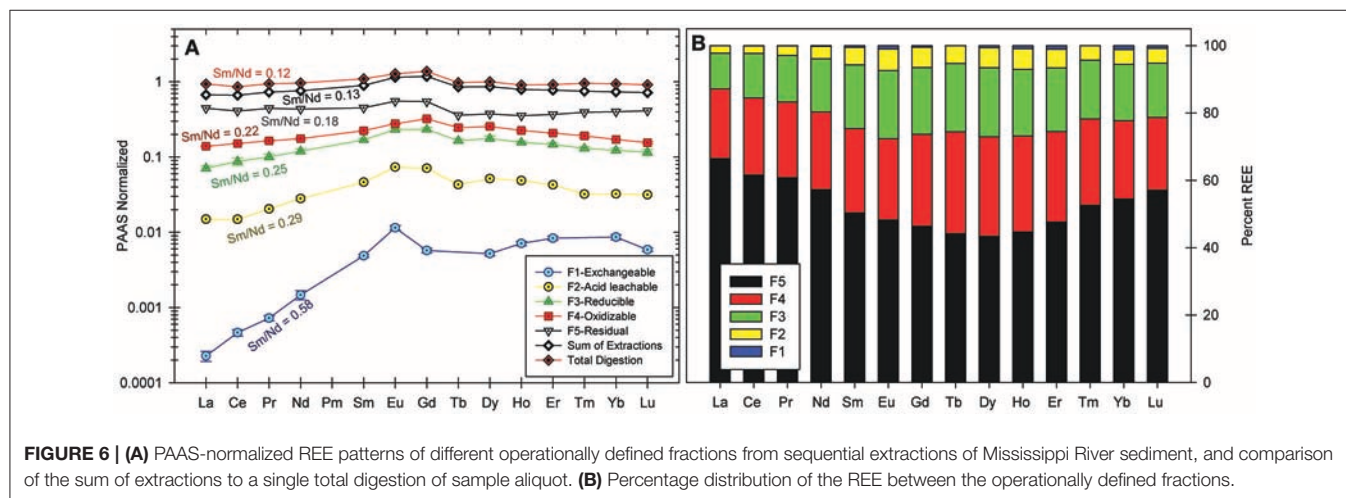 A
PAAS Normalized
1
0.1
0.01
0.001
0.0001
Sm/Nd = 0.12
Sm/Nd = 0.13
Sm/Nd = 0.18
Sm/Nd = 0.22
Sm/Nd = 0.25
Sm/Nd = 0.29
Sm/Nd = 0.58
F1-Exchangeable
F2-Acid leachable
F3-Reducible
F4-Oxidizable
F5-Residual
Sum of Extractions
Total Digestion
La Ce Pr Nd Pm Sm Eu Gd Tb Dy Ho Er Tm Yb Lu
B
100
80
60
40
20
0
Percent REE
F5
F4
F3
F2
F1
La Ce Pr Nd Sm Eu Gd Tb Dy Ho Er Tm Yb Lu
FIGURE 6 | (A) PAAS-normalized REE patterns of different operationally defined fractions from sequential extractions of Mississippi River sediment, and comparison
of the sum of extractions to a single total digestion of sample aliquot. (B) Percentage distribution of the REE between the operationally defined fractions.